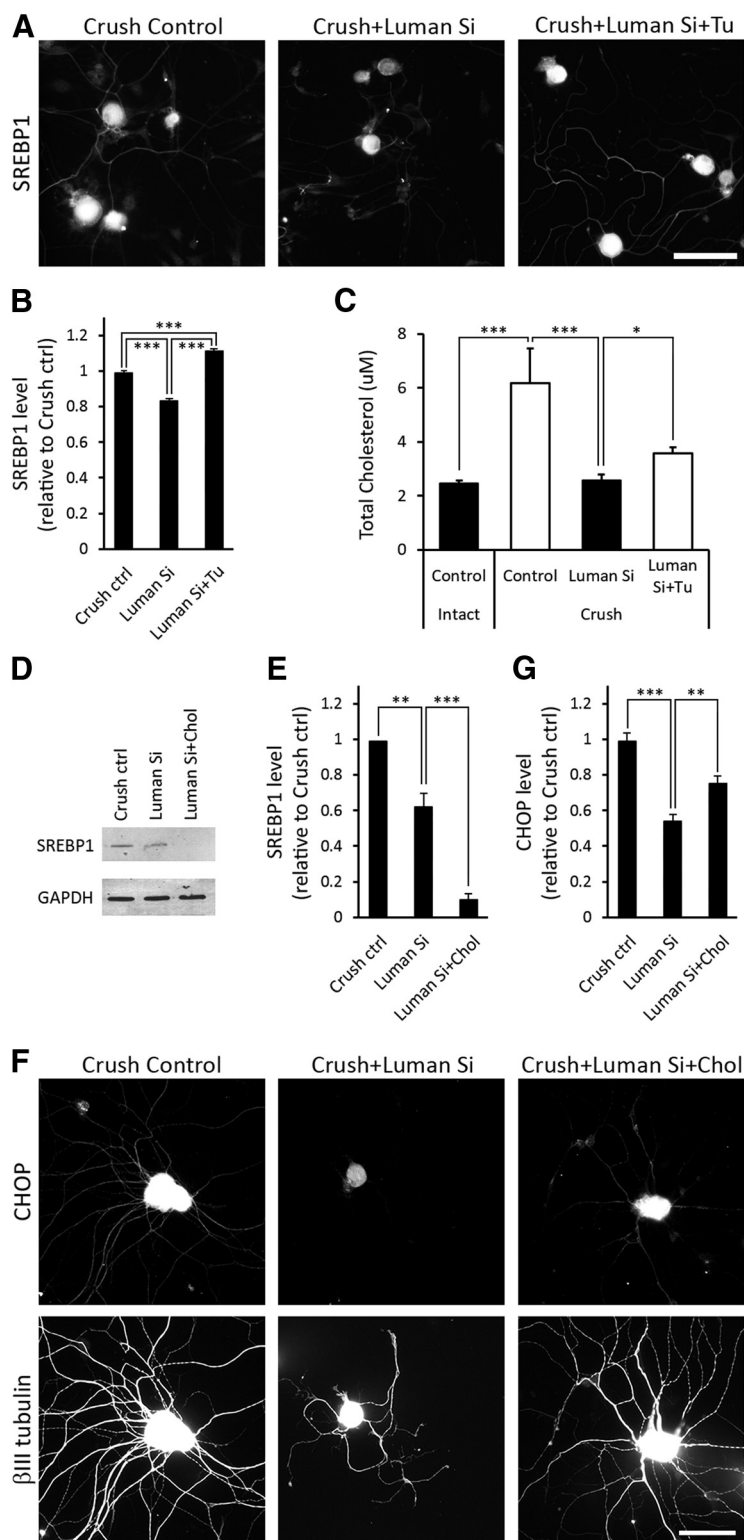 A
Crush Control Crush+Luman Si Crush+Luman Si+Tu
SREBP1
B
SREBP1 level
(relative to Crush ctrl)
1.2
1
0.8
0.6
0.4
0.2
0
***
*** ***
Crush ctrl
Luman Si
Luman Si+Tu
C
Total Cholesterol (uM)
8
6
4
2
0
*** *** *
Control Control Luman Si Luman
Si+Tu
Intact Crush
D
Crush ctrl
Luman Si
Luman Si+Chol
SREBP1
GAPDH
E
SREBP1 level
(relative to Crush ctrl)
1.2
1
0.8
0.6
0.4
0.2
0
** ***
Crush ctrl
Luman Si
Luman Si+Chol
G
CHOP level
(relative to Crush ctrl)
1.2
1
0.8
0.6
0.4
0.2
0
*** **
Crush ctrl
Luman Si
Luman Si+Chol
F
Crush Control Crush+Luman Si Crush+Luman Si+Chol
CHOP
βIII tubulin